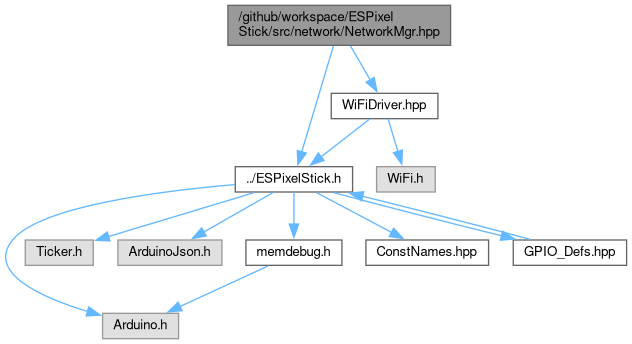 /github/workspace/ESPixel
Stick/src/network/NetworkMgr.hpp
WiFiDriver.hpp
../ESPixelStick.h
WiFi.h
Ticker.h
ArduinoJson.h
memdebug.h
ConstNames.hpp
GPIO_Defs.hpp
Arduino.h